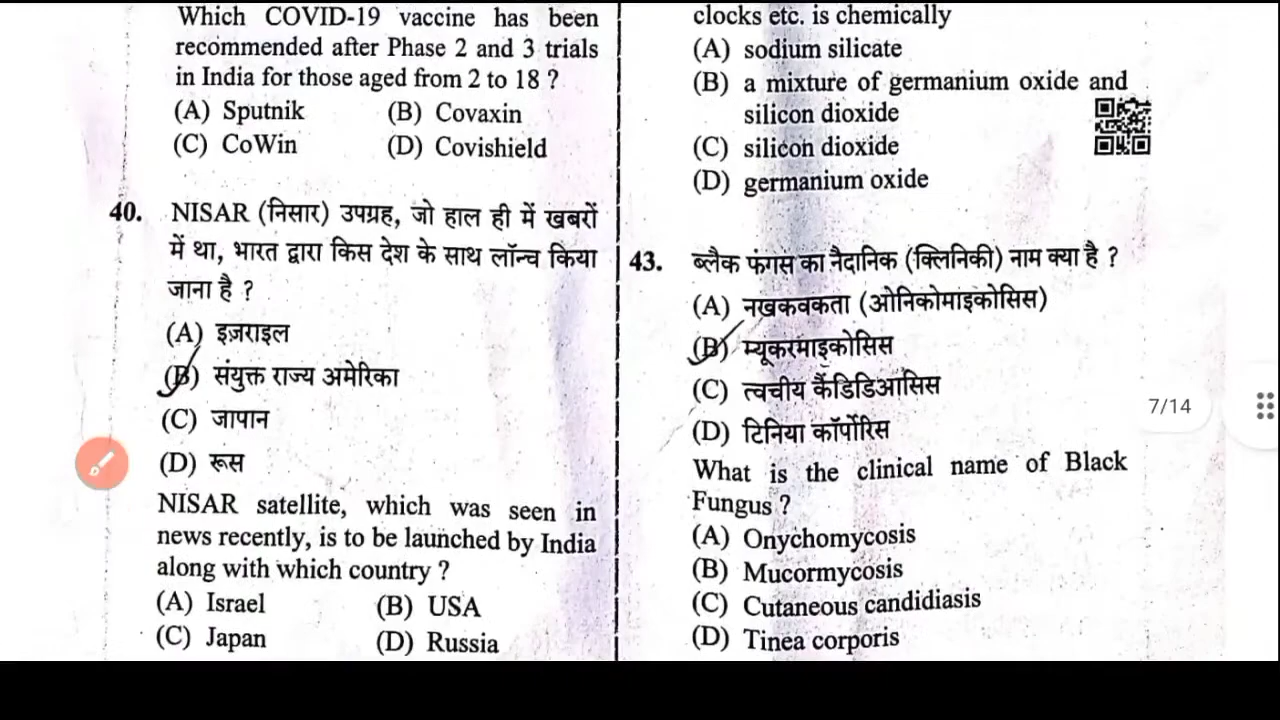 Which COVID-19 vaccine has been
recommended after Phase 2 and 3 trials
in India for those aged from 2 to 18 ?
(A) Sputnik (B) Covaxin
(C) CoWin (D) Covishield
40. NISAR (निसार) उपग्रह, जो हाल ही में खबरों
में था, भारत द्वारा किस देश के साथ लॉन्च किया
जाना है ?
(A) इज़राइल
(B) संयुक्त राज्य अमेरिका
(C) जापान
(D) रूस
NISAR satellite, which was seen in
news recently, is to be launched by India
along with which country ?
(A) Israel (B) USA
(C) Japan (D) Russia
clocks etc. is chemically
(A) sodium silicate
(B) a mixture of germanium oxide and
silicon dioxide
(C) silicon dioxide
(D) germanium oxide
43. ब्लैक फंगस का नैदानिक (क्लिनिकी) नाम क्या है ?
(A) नखकवकता (ओनिकोमाइकोसिस)
(B) म्यूकरमाइकोसिस
(C) त्वचीय कैंडिडिआसिस
(D) टिनिया कॉर्पोरिस
What is the clinical name of Black
Fungus ?
(A) Onychomycosis
(B) Mucormycosis
(C) Cutaneous candidiasis
(D) Tinea corporis
7/14